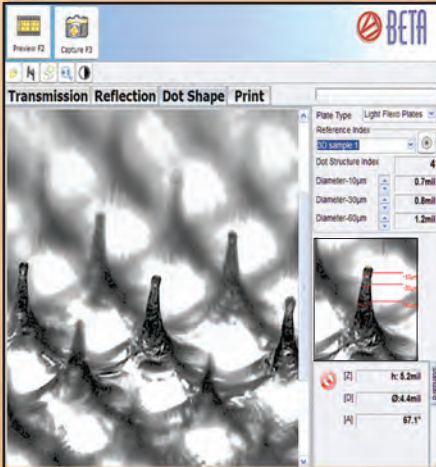 BETA
Preview F2
Capture F3
Transmission Reflection Dot Shape Print
Plate Type Light Flexo Plates
Reference Index
3D sample 1
Dot Structure Index 4
Diameter-10µm 0.7mil
Diameter-30µm 0.8mil
Diameter-60µm 1.2mil
[Z] h: 5.2mil
[D] Ø:4.4mil
[A] 67.1°